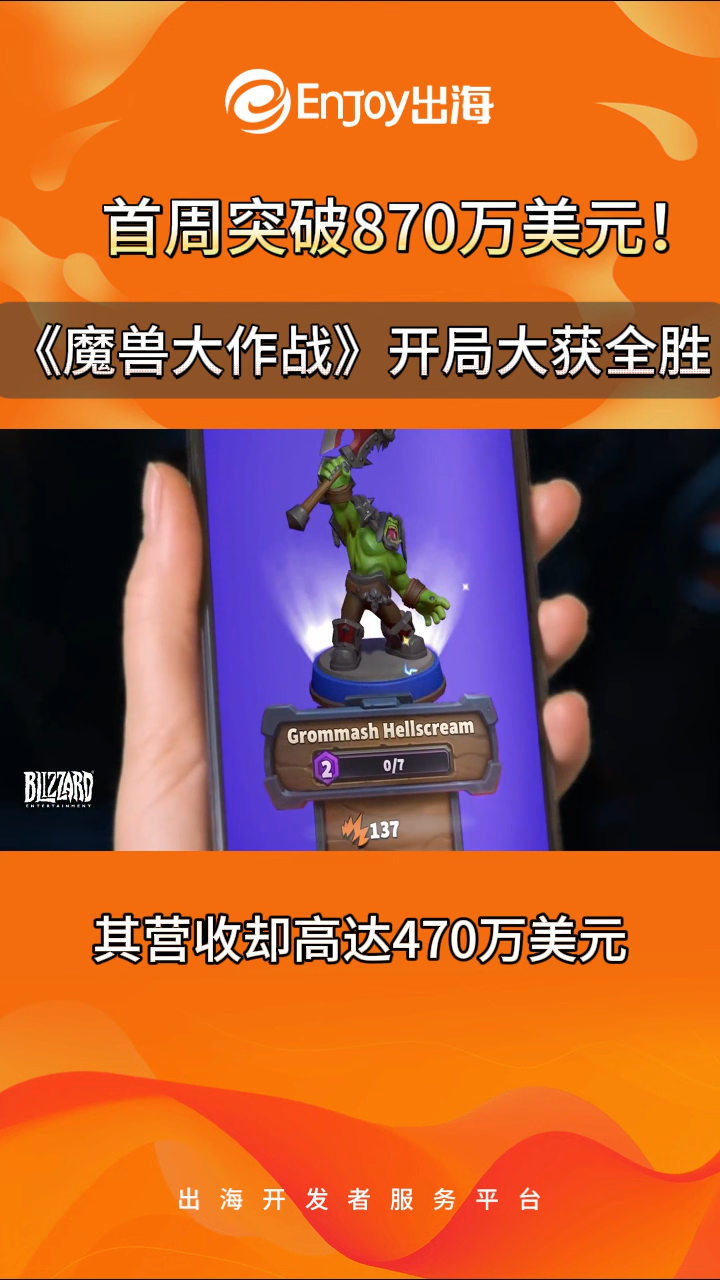 Enjoy出海
首周突破870万美元！
《魔兽大作战》开局大获全胜
Grommash Hellscream
2
0/7
137
BLIZZARD
ENTERTAINMENT
其营收却高达470万美元
出海开发者服务平台